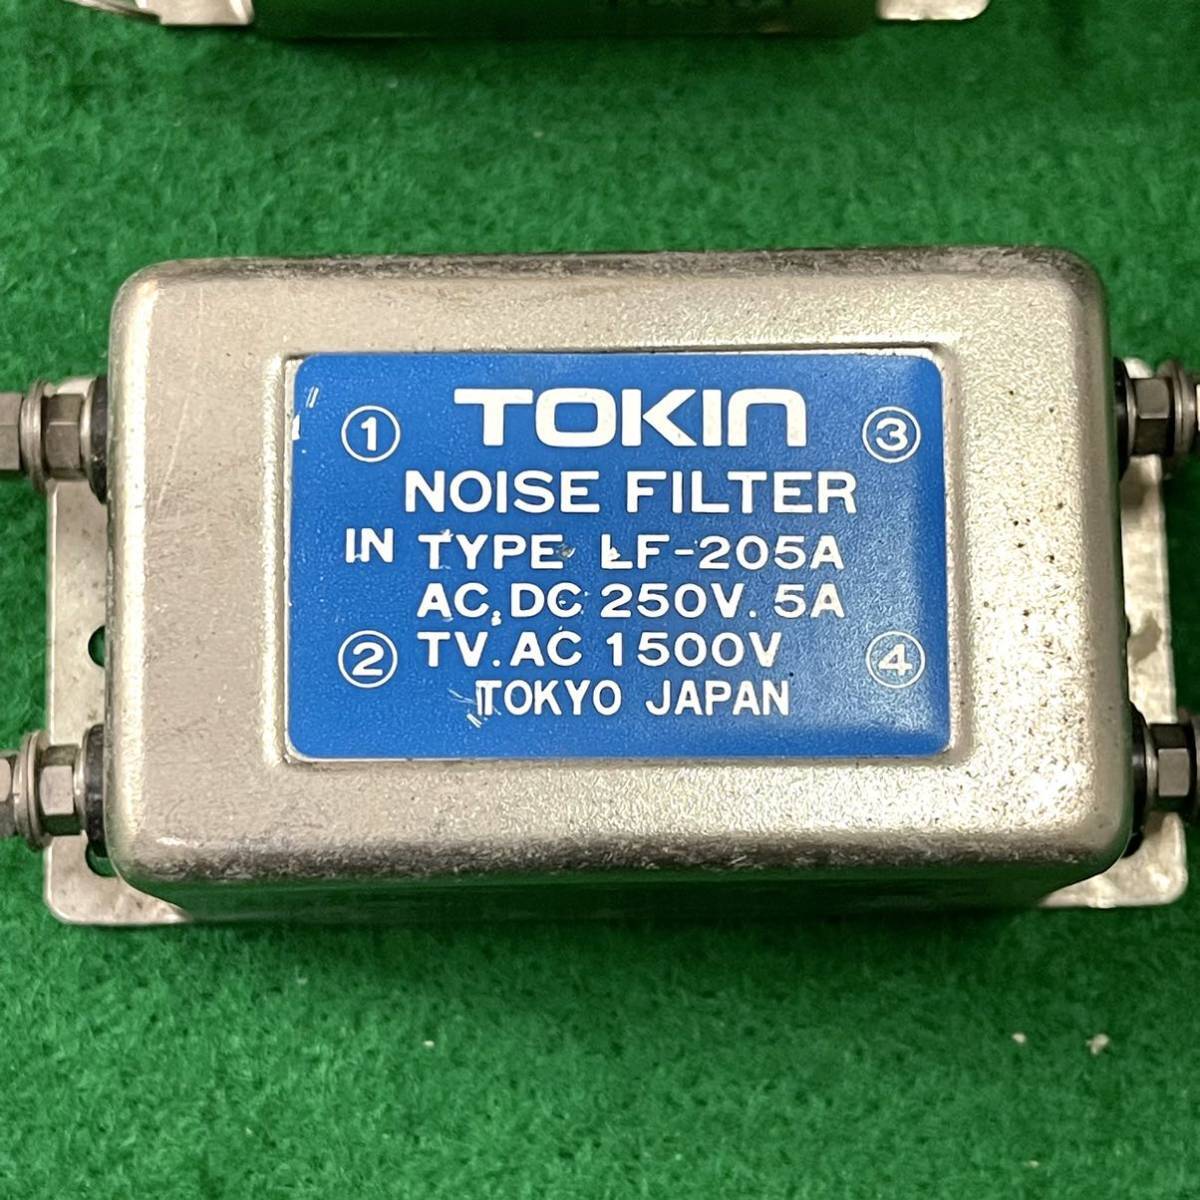 TOKIN
① ③
NOISE FILTER
IN TYPE LF-205A
AC, DC 250V. 5A
② TV. AC 1500V ④
TOKYO JAPAN